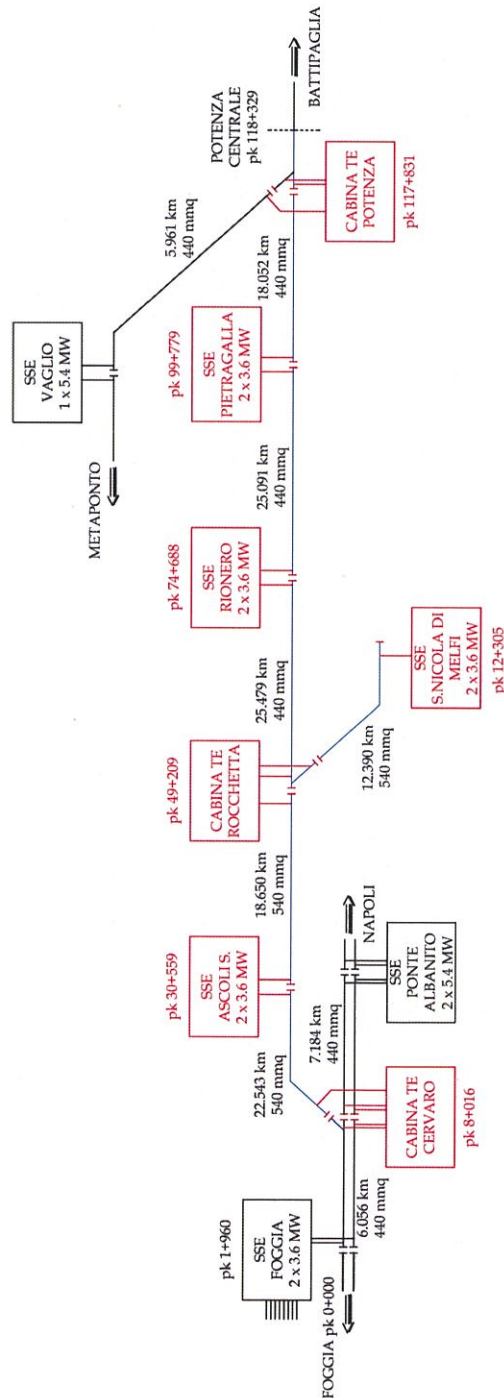 FOGGIA pk 0+000
pk 1+960
SSE
FOGGIA
2 x 3.6 MW
6.056 km
440 mmq
CABINA TE
CERVARO
pk 8+016
22.543 km
540 mmq
7.184 km
440 mmq
SSE
PONTE
ALBANITO
2 x 5.4 MW
NAPOLI
pk 30+559
SSE
ASCOLI S.
2 x 3.6 MW
18.650 km
540 mmq
pk 49+209
CABINA TE
ROCCHETTA
12.390 km
540 mmq
SSE
S.NICOLA DI
MELFI
2 x 3.6 MW
pk 12+305
25.479 km
440 mmq
pk 74+688
SSE
RIONERO
2 x 3.6 MW
25.091 km
440 mmq
pk 99+779
SSE
PIETRAGALLA
2 x 3.6 MW
18.052 km
440 mmq
METAPONTO
SSE
VAGLIO
1 x 5.4 MW
5.961 km
440 mmq
CABINA TE
POTENZA
pk 117+831
POTENZA
CENTRALE
pk 118+329
BATTIPAGLIA